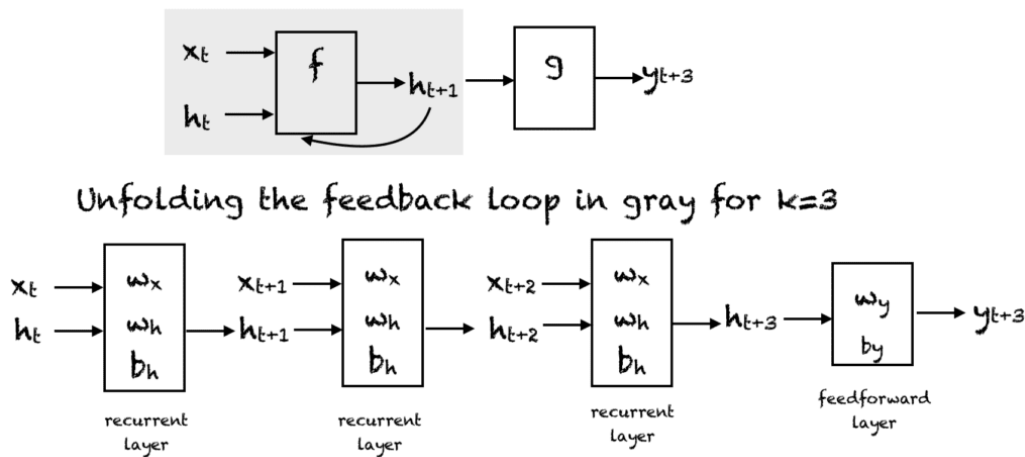 xt
f
ht
ht+1
g
yt+3
Unfolding the feedback loop in gray for k=3
xt
ht
wx
wh
bh
recurrent
layer
xt+1
ht+1
wx
wh
bh
recurrent
layer
xt+2
ht+2
wx
wh
bh
recurrent
layer
ht+3
wy
by
feedforward
layer
yt+3